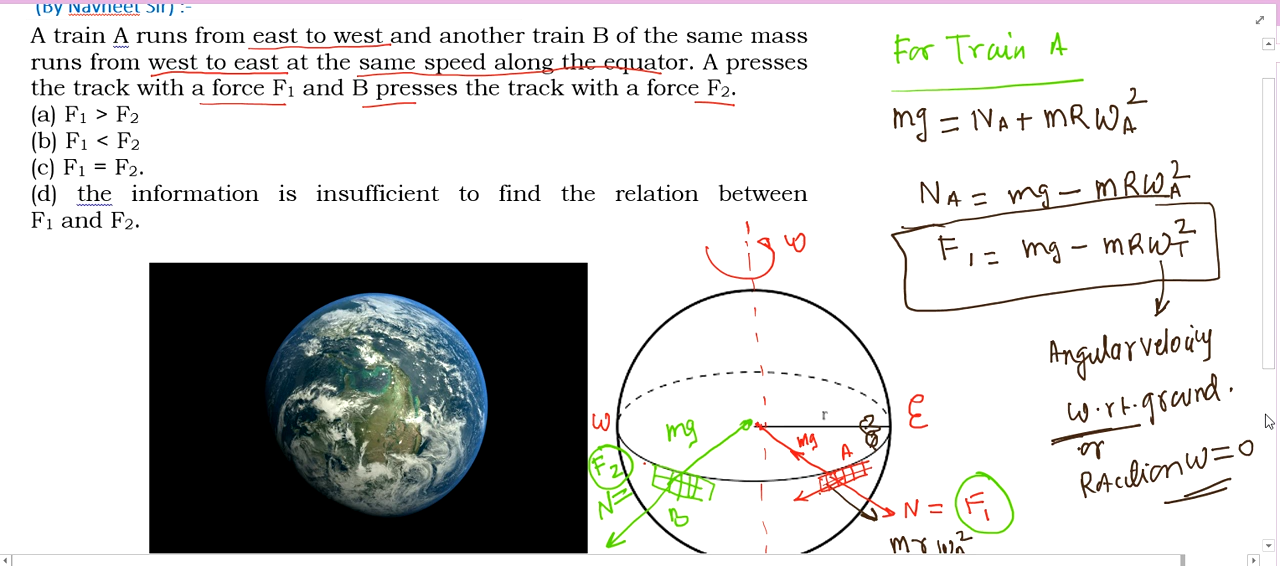 (By Navneet Sir) :-
A train A runs from east to west and another train B of the same mass
runs from west to east at the same speed along the equator. A presses
the track with a force F₁ and B presses the track with a force F₂.
(a) F₁ > F₂
(b) F₁ < F₂
(c) F₁ = F₂.
(d) the information is insufficient to find the relation between
F₁ and F₂.
For Train A
mg = NA + mRωA²
NA = mg - mRωA²
F₁ = mg - mRωT²
Angular velocity
w.r.t. ground.
or
ω = 0
ω
W
E
r
mg
mg
A
F₂
N =
B
N = F₁
mrωA²